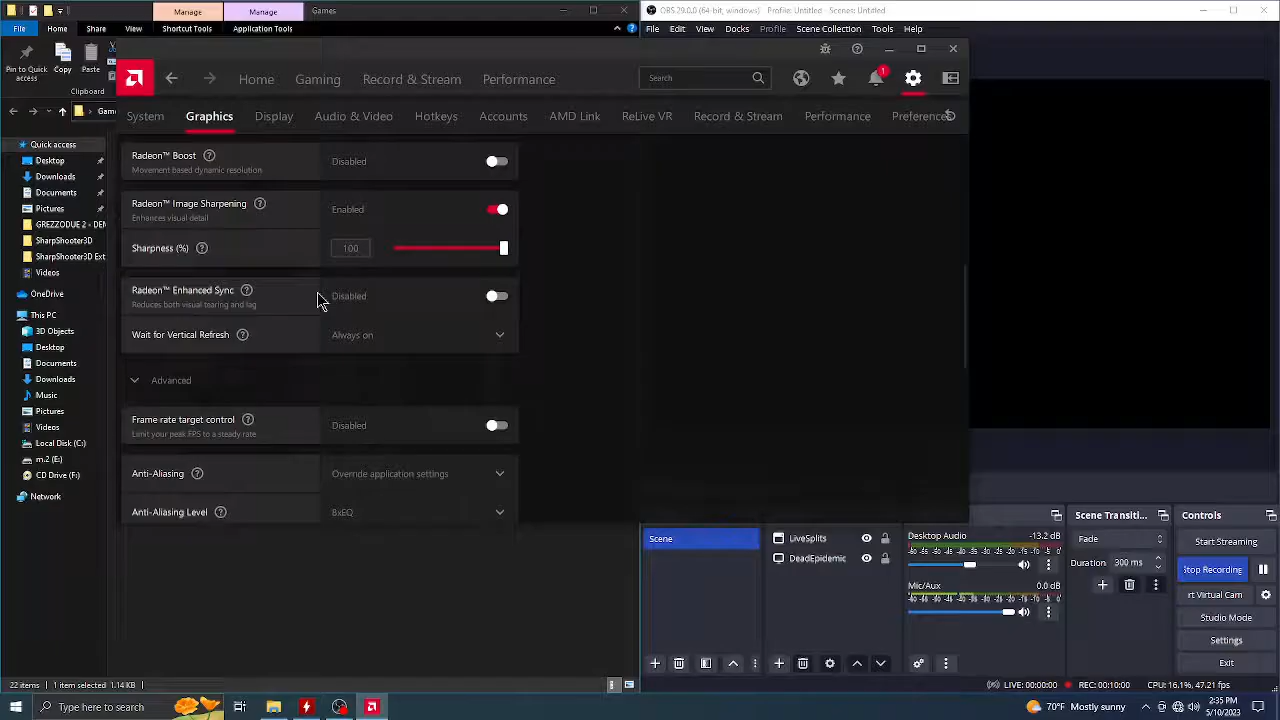 Manage
Manage
Games
File
Home
Share
View
Shortcut Tools
Application Tools
Pin to Quick access
Copy
Paste
Clipboard
Quick access
Desktop
Downloads
Documents
Pictures
GREZZODUE 2 - DEM
SharpShooter3D
SharpShooter3D Ext
Videos
OneDrive
This PC
3D Objects
Desktop
Documents
Downloads
Music
Pictures
Videos
Local Disk (C:)
m.2 (E:)
CD Drive (F:)
Network
22 items
1 item selected 1.14 KB
Home
Gaming
Record & Stream
Performance
Search
1
System
Graphics
Display
Audio & Video
Hotkeys
Accounts
AMD Link
ReLive VR
Record & Stream
Performance
Preferences
Radeon™ Boost
Movement based dynamic resolution
Disabled
Radeon™ Image Sharpening
Enhances visual detail
Enabled
Sharpness (%)
100
Radeon™ Enhanced Sync
Reduces both visual tearing and lag
Disabled
Wait for Vertical Refresh
Always on
Advanced
Frame rate target control
Limit your peak FPS to a steady rate
Disabled
Anti-Aliasing
Override application settings
Anti-Aliasing Level
8xEQ
OBS 29.0.0 (64-bit, windows) - Profile: Untitled - Scenes: Untitled
File
Edit
View
Docks
Profile
Scene Collection
Tools
Help
Scene
LiveSplits
DeadEpidemic
Desktop Audio
-13.2 dB
Mic/Aux
0.0 dB
Scene Transiti...
Fade
Duration
300 ms
Controls
Start Streaming
Stop Recording
rt Virtual Cam
Studio Mode
Settings
Exit
LIVE: 00:00:00
REC: 00:10:00
CPU: 16.1%, 47.21 fps
Type here to search
70°F Mostly sunny
2:35 PM
5/10/2023